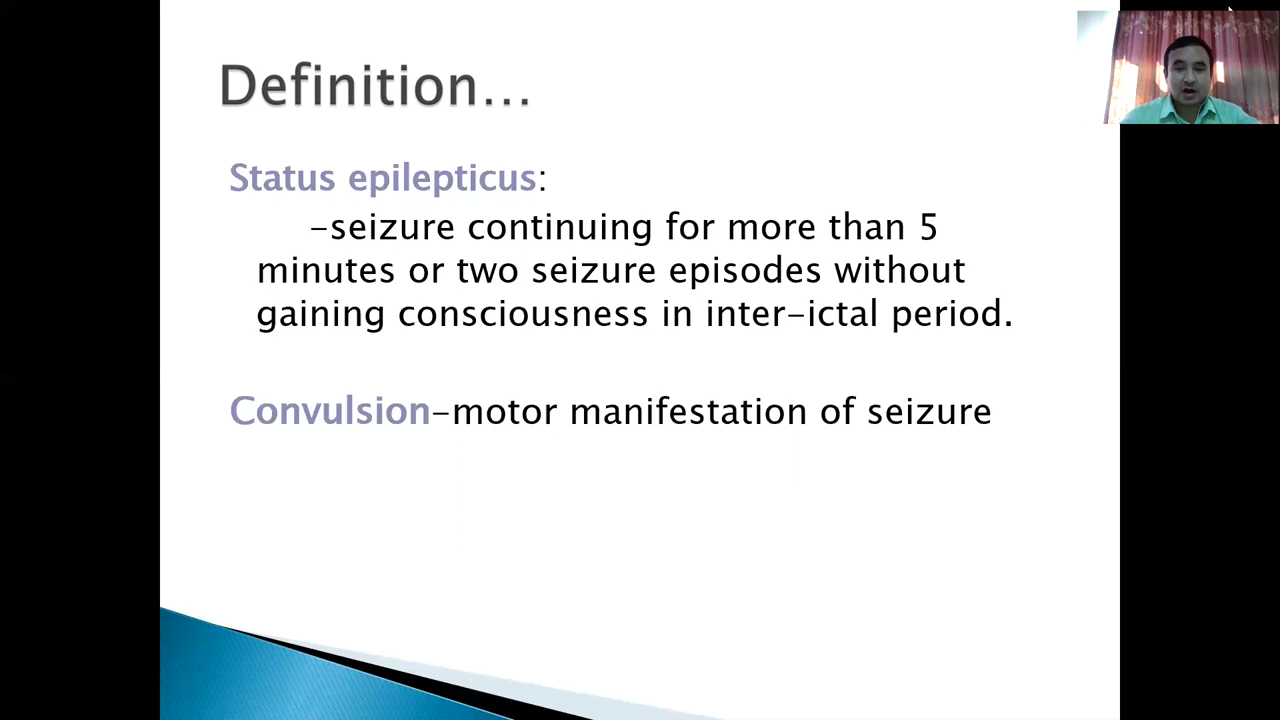 Definition…
Status epilepticus:
-seizure continuing for more than 5
minutes or two seizure episodes without
gaining consciousness in inter-ictal period.
Convulsion-motor manifestation of seizure